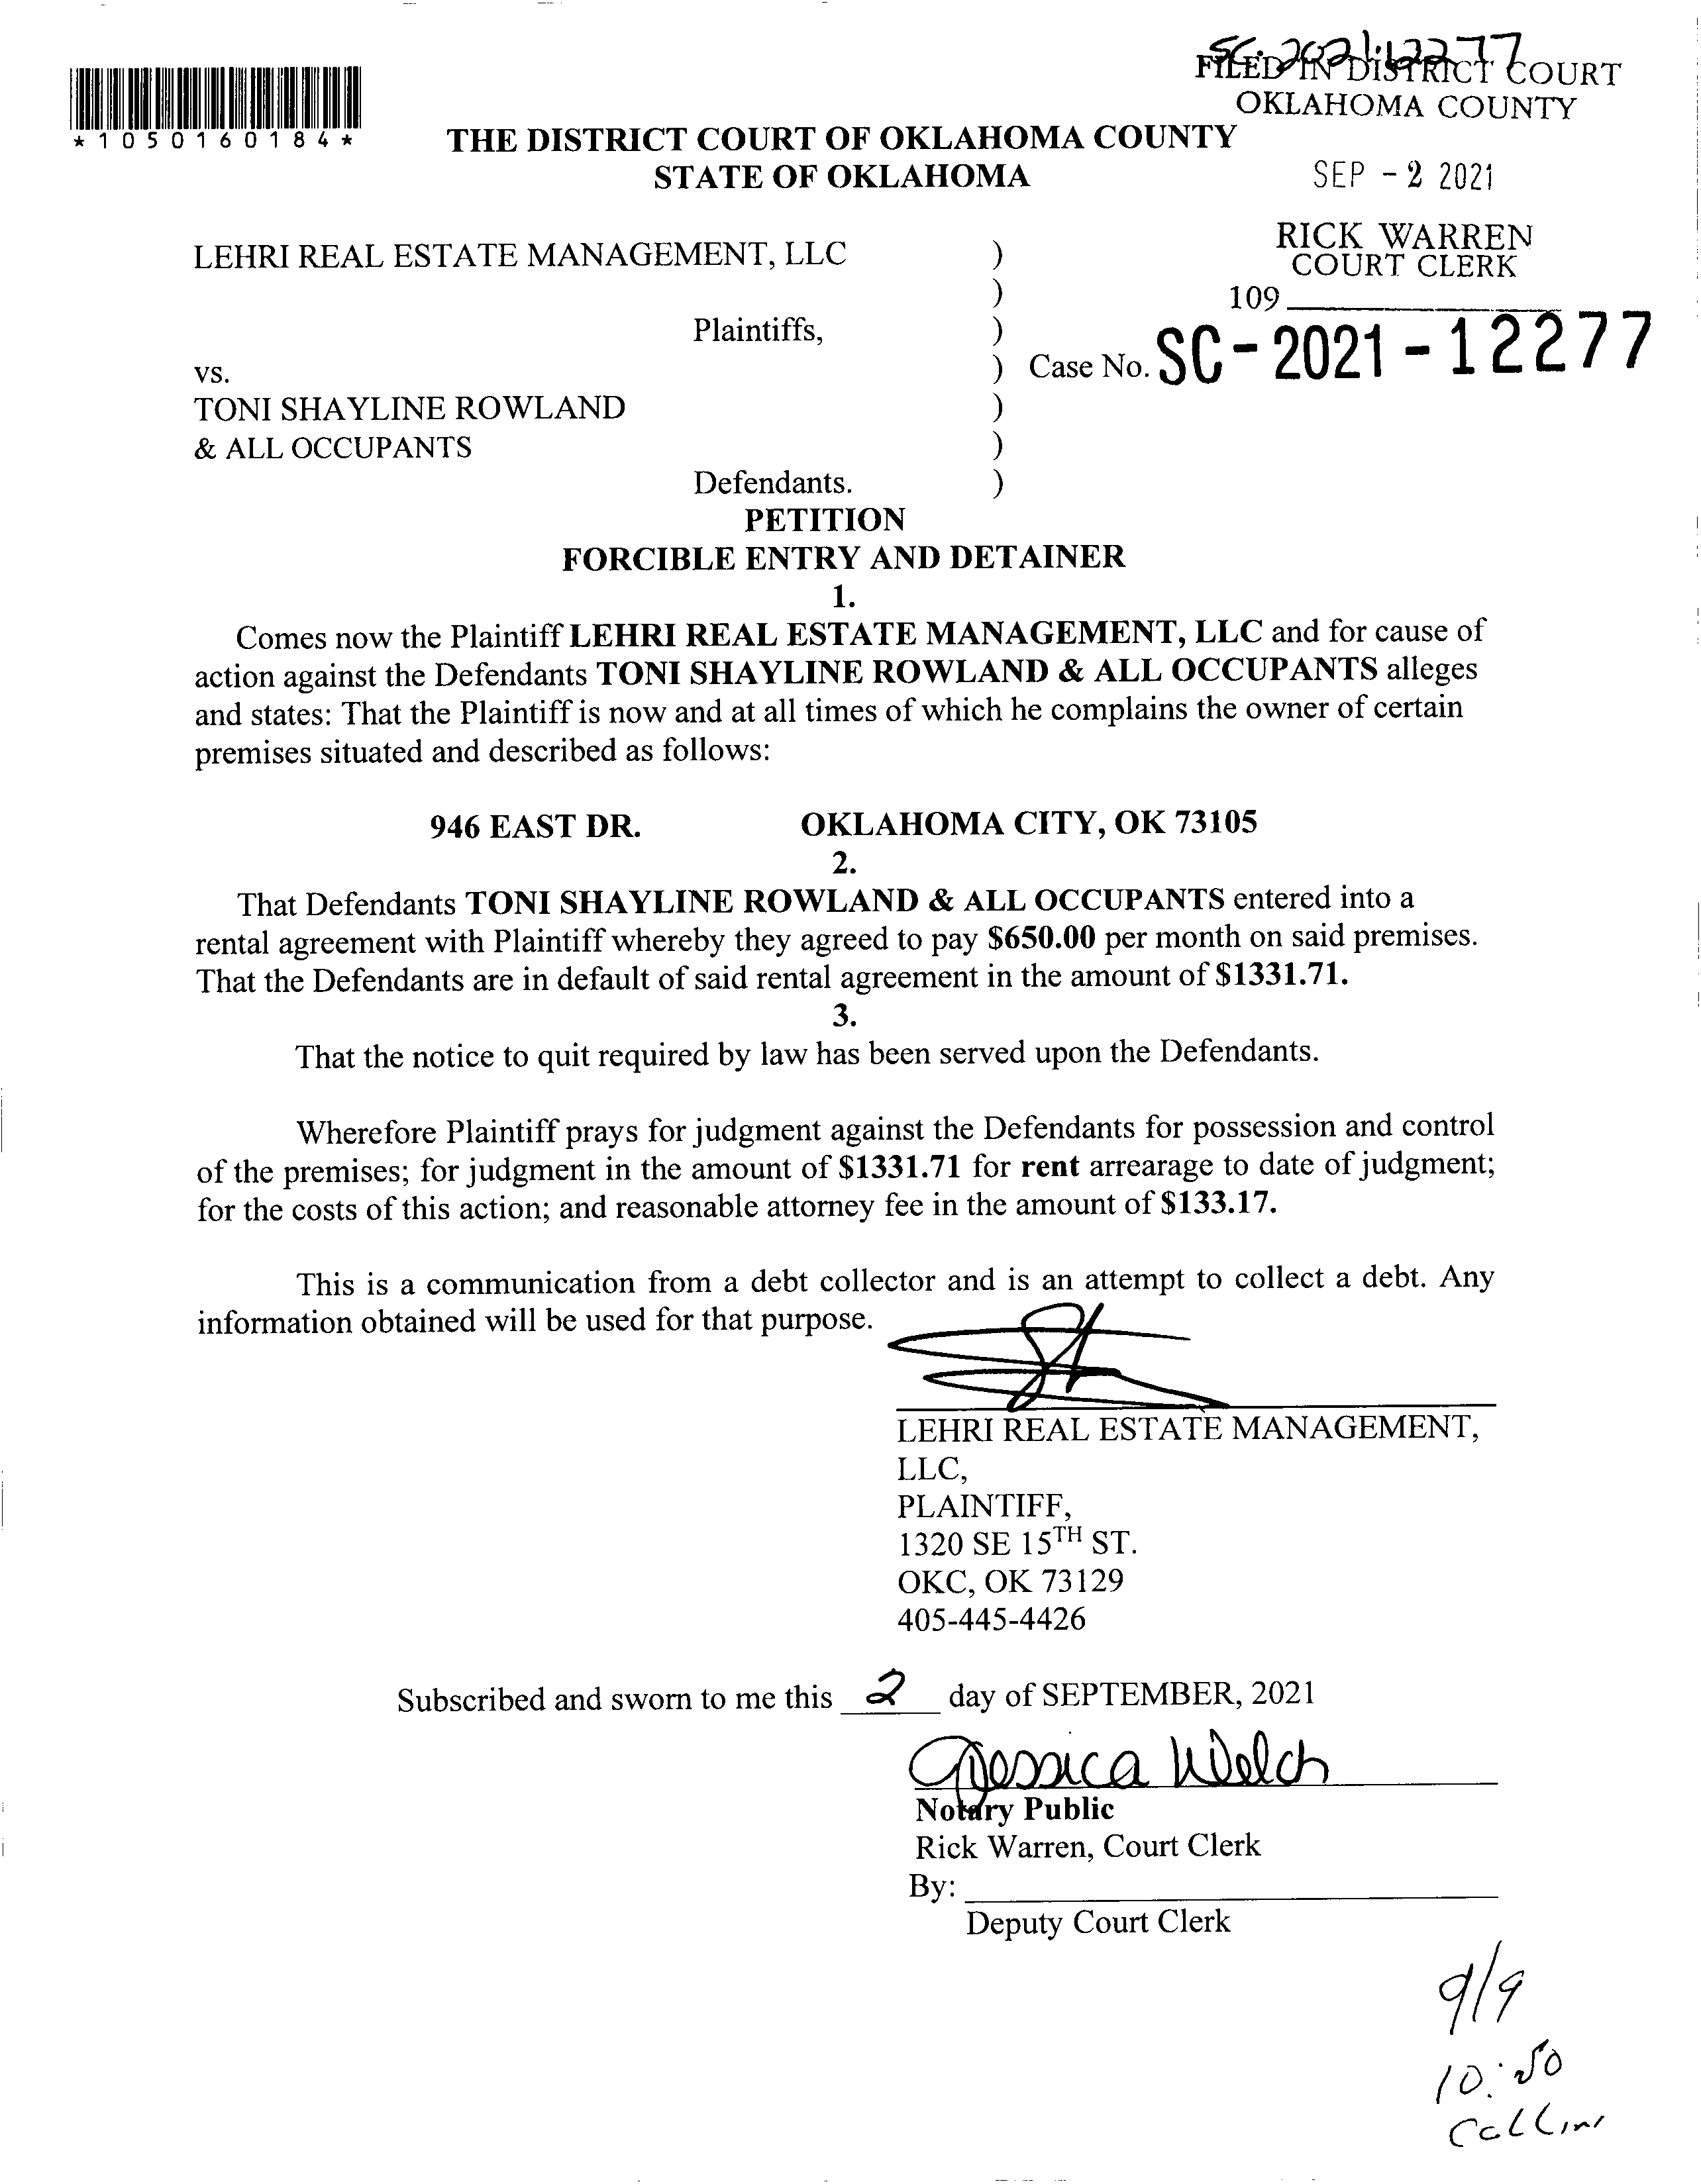 SC-2021-12277
FILED IN DISTRICT COURT
OKLAHOMA COUNTY
*1050160184*
THE DISTRICT COURT OF OKLAHOMA COUNTY
STATE OF OKLAHOMA
SEP - 2 2021
RICK WARREN
COURT CLERK
109
LEHRI REAL ESTATE MANAGEMENT, LLC )
)
Plaintiffs, )
vs. ) Case No. SC-2021-12277
TONI SHAYLINE ROWLAND )
& ALL OCCUPANTS )
Defendants. )
PETITION
FORCIBLE ENTRY AND DETAINER
1.
Comes now the Plaintiff LEHRI REAL ESTATE MANAGEMENT, LLC and for cause of
action against the Defendants TONI SHAYLINE ROWLAND & ALL OCCUPANTS alleges
and states: That the Plaintiff is now and at all times of which he complains the owner of certain
premises situated and described as follows:
946 EAST DR. OKLAHOMA CITY, OK 73105
2.
That Defendants TONI SHAYLINE ROWLAND & ALL OCCUPANTS entered into a
rental agreement with Plaintiff whereby they agreed to pay $650.00 per month on said premises.
That the Defendants are in default of said rental agreement in the amount of $1331.71.
3.
That the notice to quit required by law has been served upon the Defendants.
Wherefore Plaintiff prays for judgment against the Defendants for possession and control
of the premises; for judgment in the amount of $1331.71 for rent arrearage to date of judgment;
for the costs of this action; and reasonable attorney fee in the amount of $133.17.
This is a communication from a debt collector and is an attempt to collect a debt. Any
information obtained will be used for that purpose.
LEHRI REAL ESTATE MANAGEMENT,
LLC,
PLAINTIFF,
1320 SE 15TH ST.
OKC, OK 73129
405-445-4426
Subscribed and sworn to me this 2 day of SEPTEMBER, 2021
Jessica Welch
Notary Public
Rick Warren, Court Clerk
By:
Deputy Court Clerk
9/9
10:50
Collins